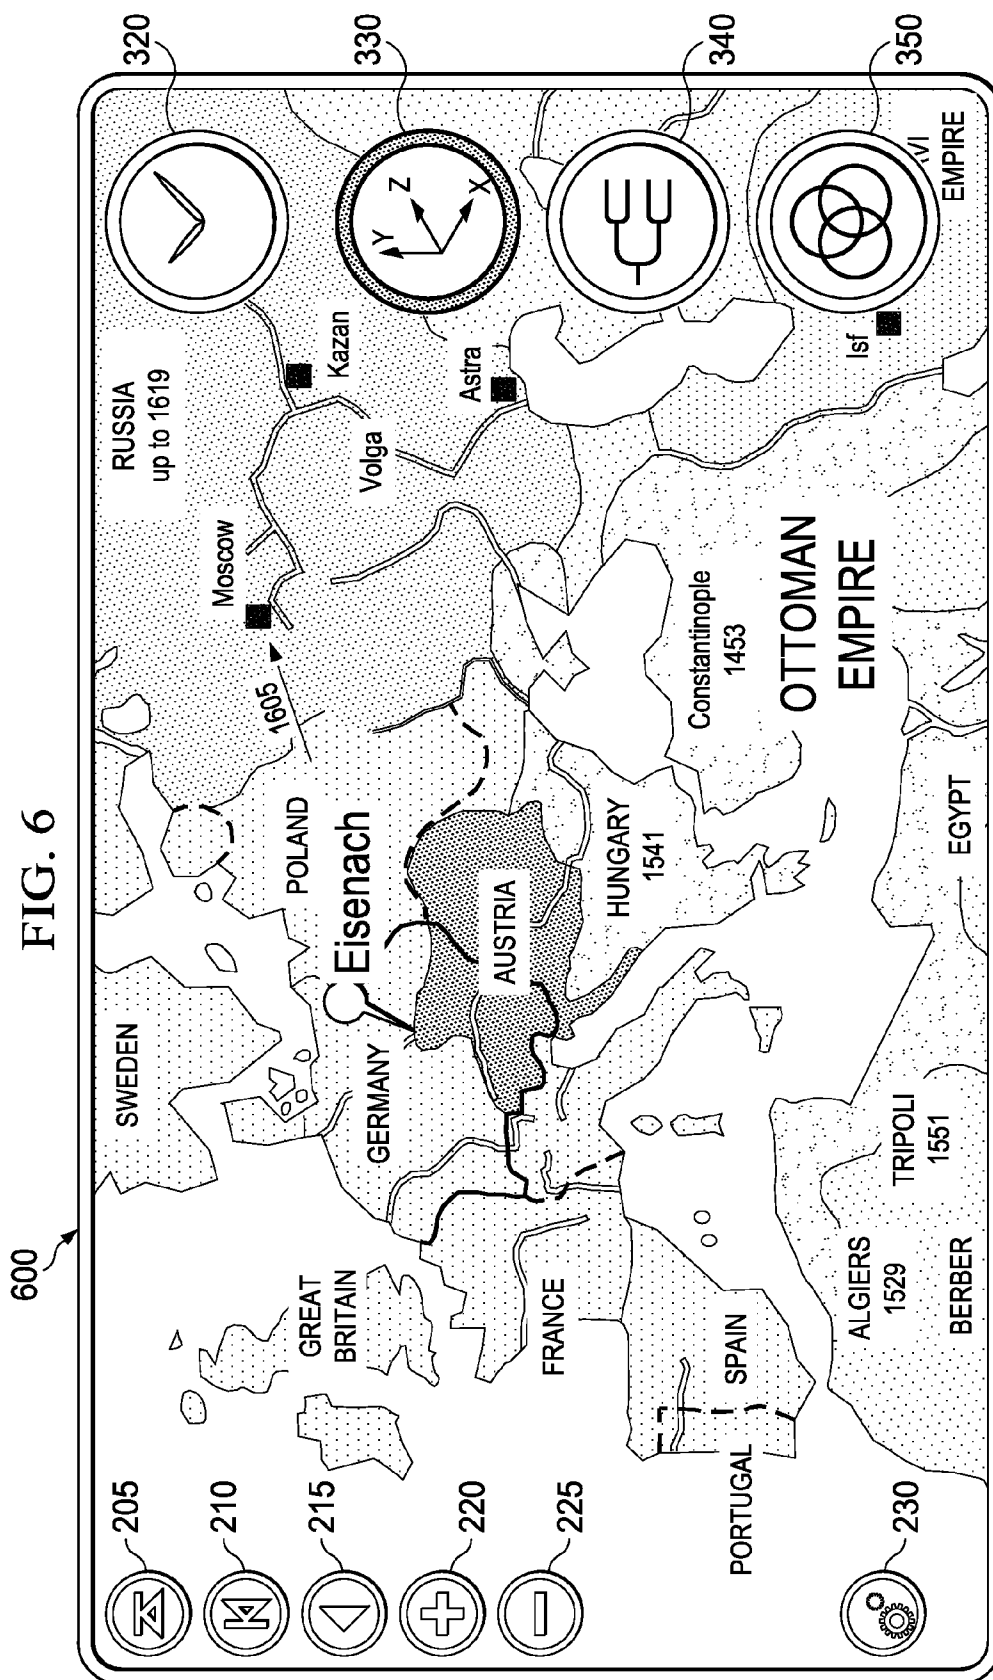 FIG. 6
600
205
210
215
220
225
230
320
330
340
350
Y
Z
X
SWEDEN
RUSSIA
up to 1619
Moscow
Kazan
Volga
Astra
1605
POLAND
Eisenach
GREAT
BRITAIN
GERMANY
AUSTRIA
FRANCE
HUNGARY
1541
Constantinople
1453
OTTOMAN
EMPIRE
Isf
VI
EMPIRE
SPAIN
PORTUGAL
ALGIERS
1529
TRIPOLI
1551
BERBER
EGYPT